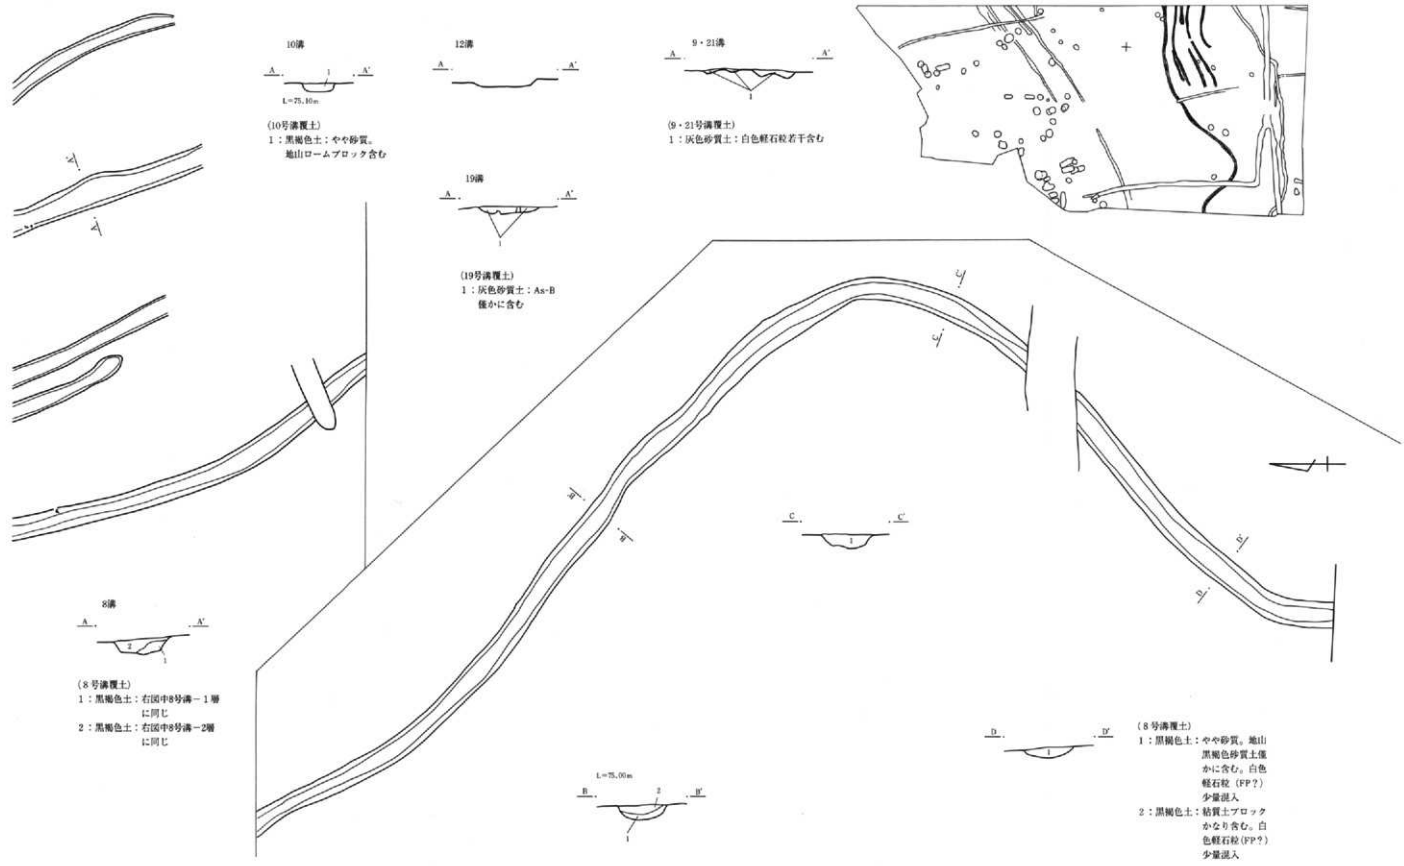 10溝
A A'
1
L=75.10m
(10号溝覆土)
1：黒褐色土：やや砂質。
地山ロームブロック含む
12溝
A A'
9・21溝
A A'
1
(9・21号溝覆土)
1：灰色砂質土：白色軽石粒若干含む
19溝
A A'
1
(19号溝覆土)
1：灰色砂質土：As-B
僅かに含む
A'
A
C'
C
B'
B
C C'
1
D'
D
8溝
A A'
2
1
(8号溝覆土)
1：黒褐色土：右図中8号溝－1層
に同じ
2：黒褐色土：右図中8号溝－2層
に同じ
L=75.00m
B B'
2
1
D D'
1
(8号溝覆土)
1：黒褐色土：やや砂質。地山
黒褐色砂質土僅
かに含む。白色
軽石粒（FP？）
少量混入
2：黒褐色土：粘質土ブロック
かなり含む。白
色軽石粒(FP？)
少量混入